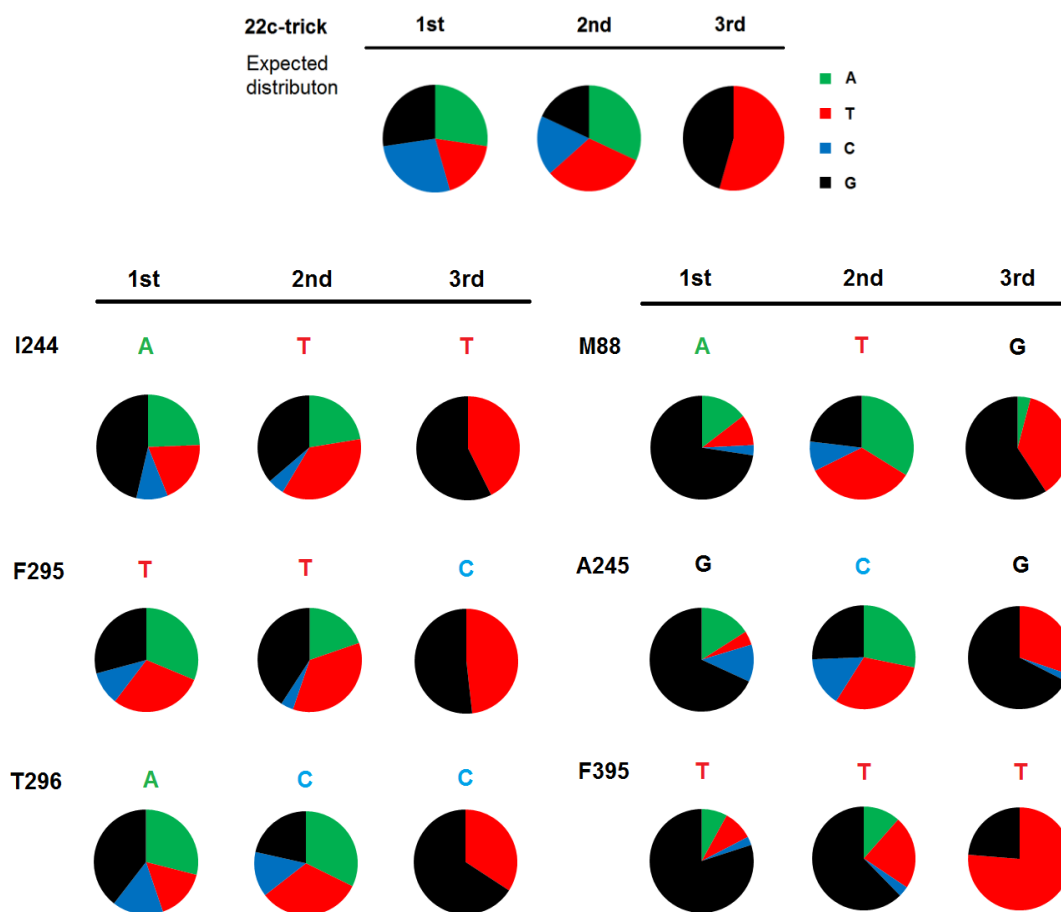 22c-trick 1st 2nd 3rd
Expected
distributon
A
T
C
G
1st 2nd 3rd 1st 2nd 3rd
I244 A T T M88 A T G
F295 T T C A245 G C G
T296 A C C F395 T T T